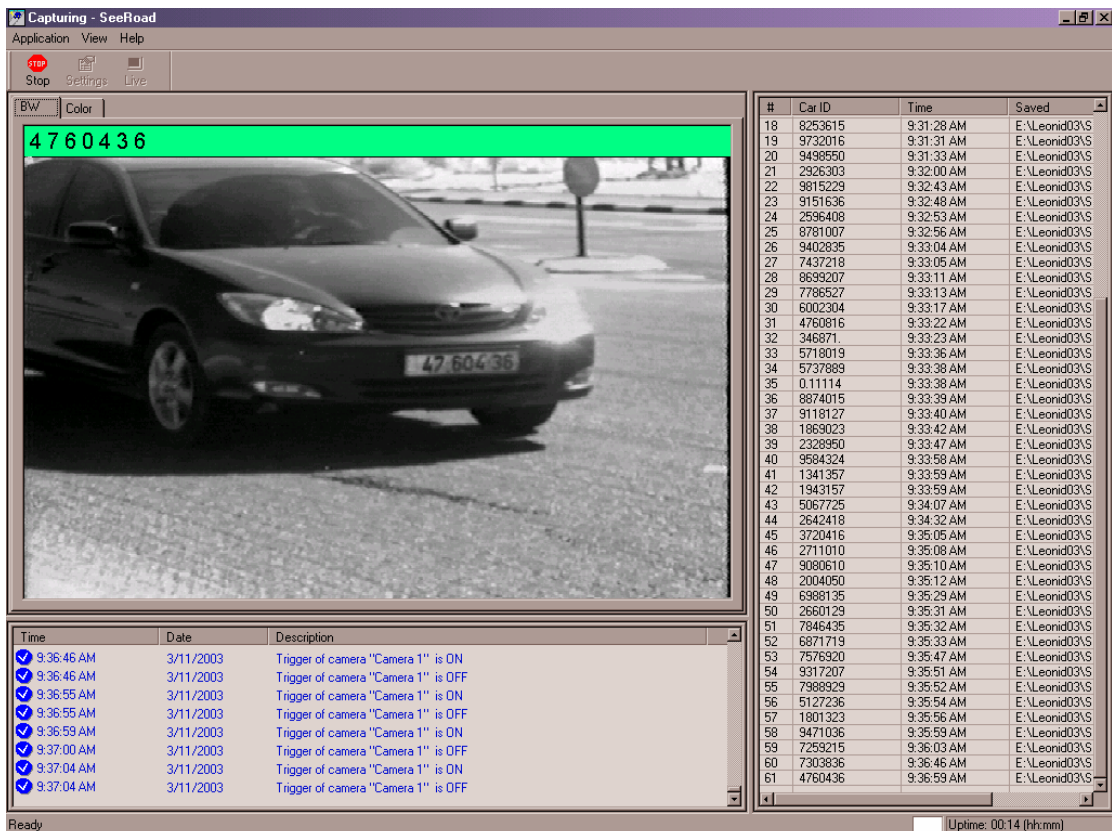 Capturing - SeeRoad
Application View Help
STOP
Stop Settings Live
BW Color
4 7 6 0 4 3 6
47 604 36
# Car ID Time Saved
18 8253615 9:31:28 AM E:\Leonid03\S
19 9732016 9:31:31 AM E:\Leonid03\S
20 9498550 9:31:33 AM E:\Leonid03\S
21 2926303 9:32:00 AM E:\Leonid03\S
22 9815229 9:32:43 AM E:\Leonid03\S
23 9151636 9:32:48 AM E:\Leonid03\S
24 2596408 9:32:53 AM E:\Leonid03\S
25 8781007 9:32:56 AM E:\Leonid03\S
26 9402835 9:33:04 AM E:\Leonid03\S
27 7437218 9:33:05 AM E:\Leonid03\S
28 8699207 9:33:11 AM E:\Leonid03\S
29 7786527 9:33:13 AM E:\Leonid03\S
30 6002304 9:33:17 AM E:\Leonid03\S
31 4760816 9:33:22 AM E:\Leonid03\S
32 346871. 9:33:23 AM E:\Leonid03\S
33 5718019 9:33:36 AM E:\Leonid03\S
34 5737889 9:33:38 AM E:\Leonid03\S
35 0.11114 9:33:38 AM E:\Leonid03\S
36 8874015 9:33:39 AM E:\Leonid03\S
37 9118127 9:33:40 AM E:\Leonid03\S
38 1869023 9:33:42 AM E:\Leonid03\S
39 2328950 9:33:47 AM E:\Leonid03\S
40 9584324 9:33:58 AM E:\Leonid03\S
41 1341357 9:33:59 AM E:\Leonid03\S
42 1943157 9:33:59 AM E:\Leonid03\S
43 5067725 9:34:07 AM E:\Leonid03\S
44 2642418 9:34:32 AM E:\Leonid03\S
45 3720416 9:35:05 AM E:\Leonid03\S
46 2711010 9:35:08 AM E:\Leonid03\S
47 9080610 9:35:10 AM E:\Leonid03\S
48 2004050 9:35:12 AM E:\Leonid03\S
49 6988135 9:35:29 AM E:\Leonid03\S
50 2660129 9:35:31 AM E:\Leonid03\S
51 7846435 9:35:32 AM E:\Leonid03\S
52 6871719 9:35:33 AM E:\Leonid03\S
53 7576920 9:35:47 AM E:\Leonid03\S
54 9317207 9:35:51 AM E:\Leonid03\S
55 7988929 9:35:52 AM E:\Leonid03\S
56 5127236 9:35:54 AM E:\Leonid03\S
57 1801323 9:35:56 AM E:\Leonid03\S
58 9471036 9:35:59 AM E:\Leonid03\S
59 7259215 9:36:03 AM E:\Leonid03\S
60 7303836 9:36:46 AM E:\Leonid03\S
61 4760436 9:36:59 AM E:\Leonid03\S
Time Date Description
9:36:46 AM 3/11/2003 Trigger of camera "Camera 1" is ON
9:36:46 AM 3/11/2003 Trigger of camera "Camera 1" is OFF
9:36:55 AM 3/11/2003 Trigger of camera "Camera 1" is ON
9:36:55 AM 3/11/2003 Trigger of camera "Camera 1" is OFF
9:36:59 AM 3/11/2003 Trigger of camera "Camera 1" is ON
9:37:00 AM 3/11/2003 Trigger of camera "Camera 1" is OFF
9:37:04 AM 3/11/2003 Trigger of camera "Camera 1" is ON
9:37:04 AM 3/11/2003 Trigger of camera "Camera 1" is OFF
Ready
Uptime: 00:14 (hh:mm)